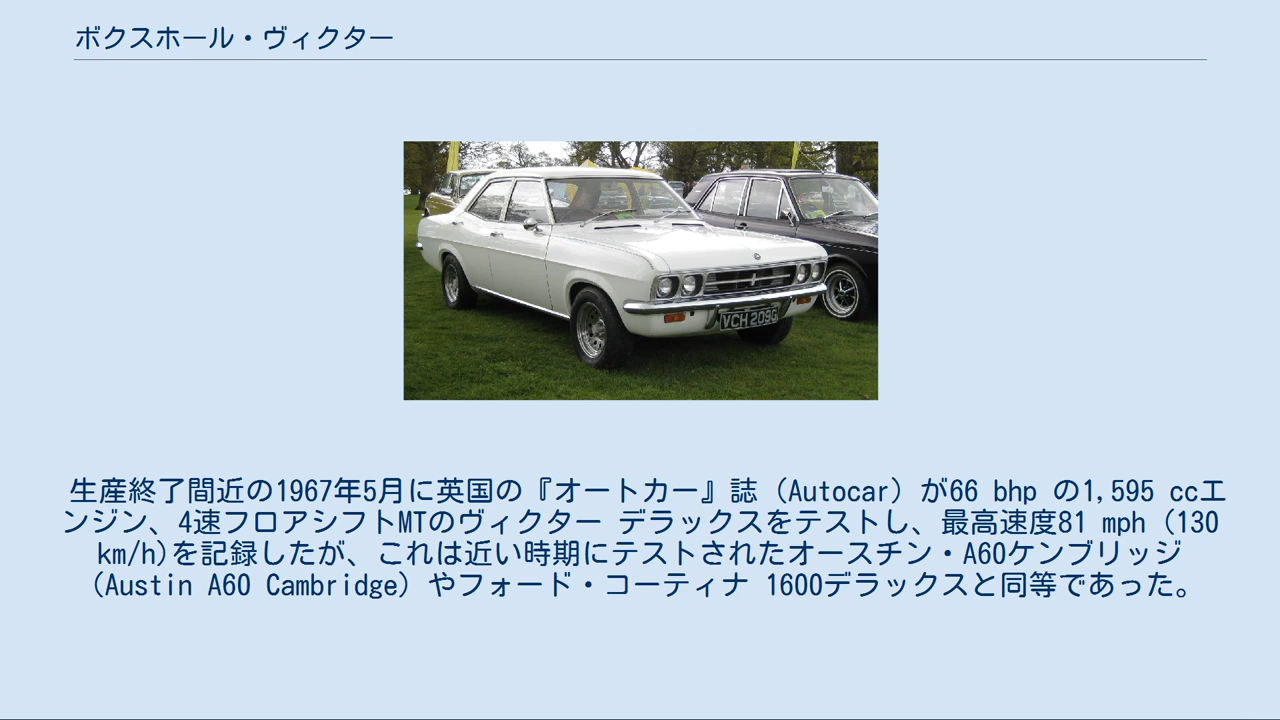 ボクスホール・ヴィクター
VCH 209G
生産終了間近の1967年5月に英国の『オートカー』誌（Autocar）が66 bhp の1,595 ccエ
ンジン、4速フロアシフトMTのヴィクター デラックスをテストし、最高速度81 mph（130
km/h)を記録したが、これは近い時期にテストされたオースチン・A60ケンブリッジ
（Austin A60 Cambridge）やフォード・コーティナ 1600デラックスと同等であった。